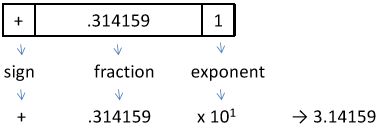 + .314159 1
sign fraction exponent
+ .314159 x 10¹ → 3.14159